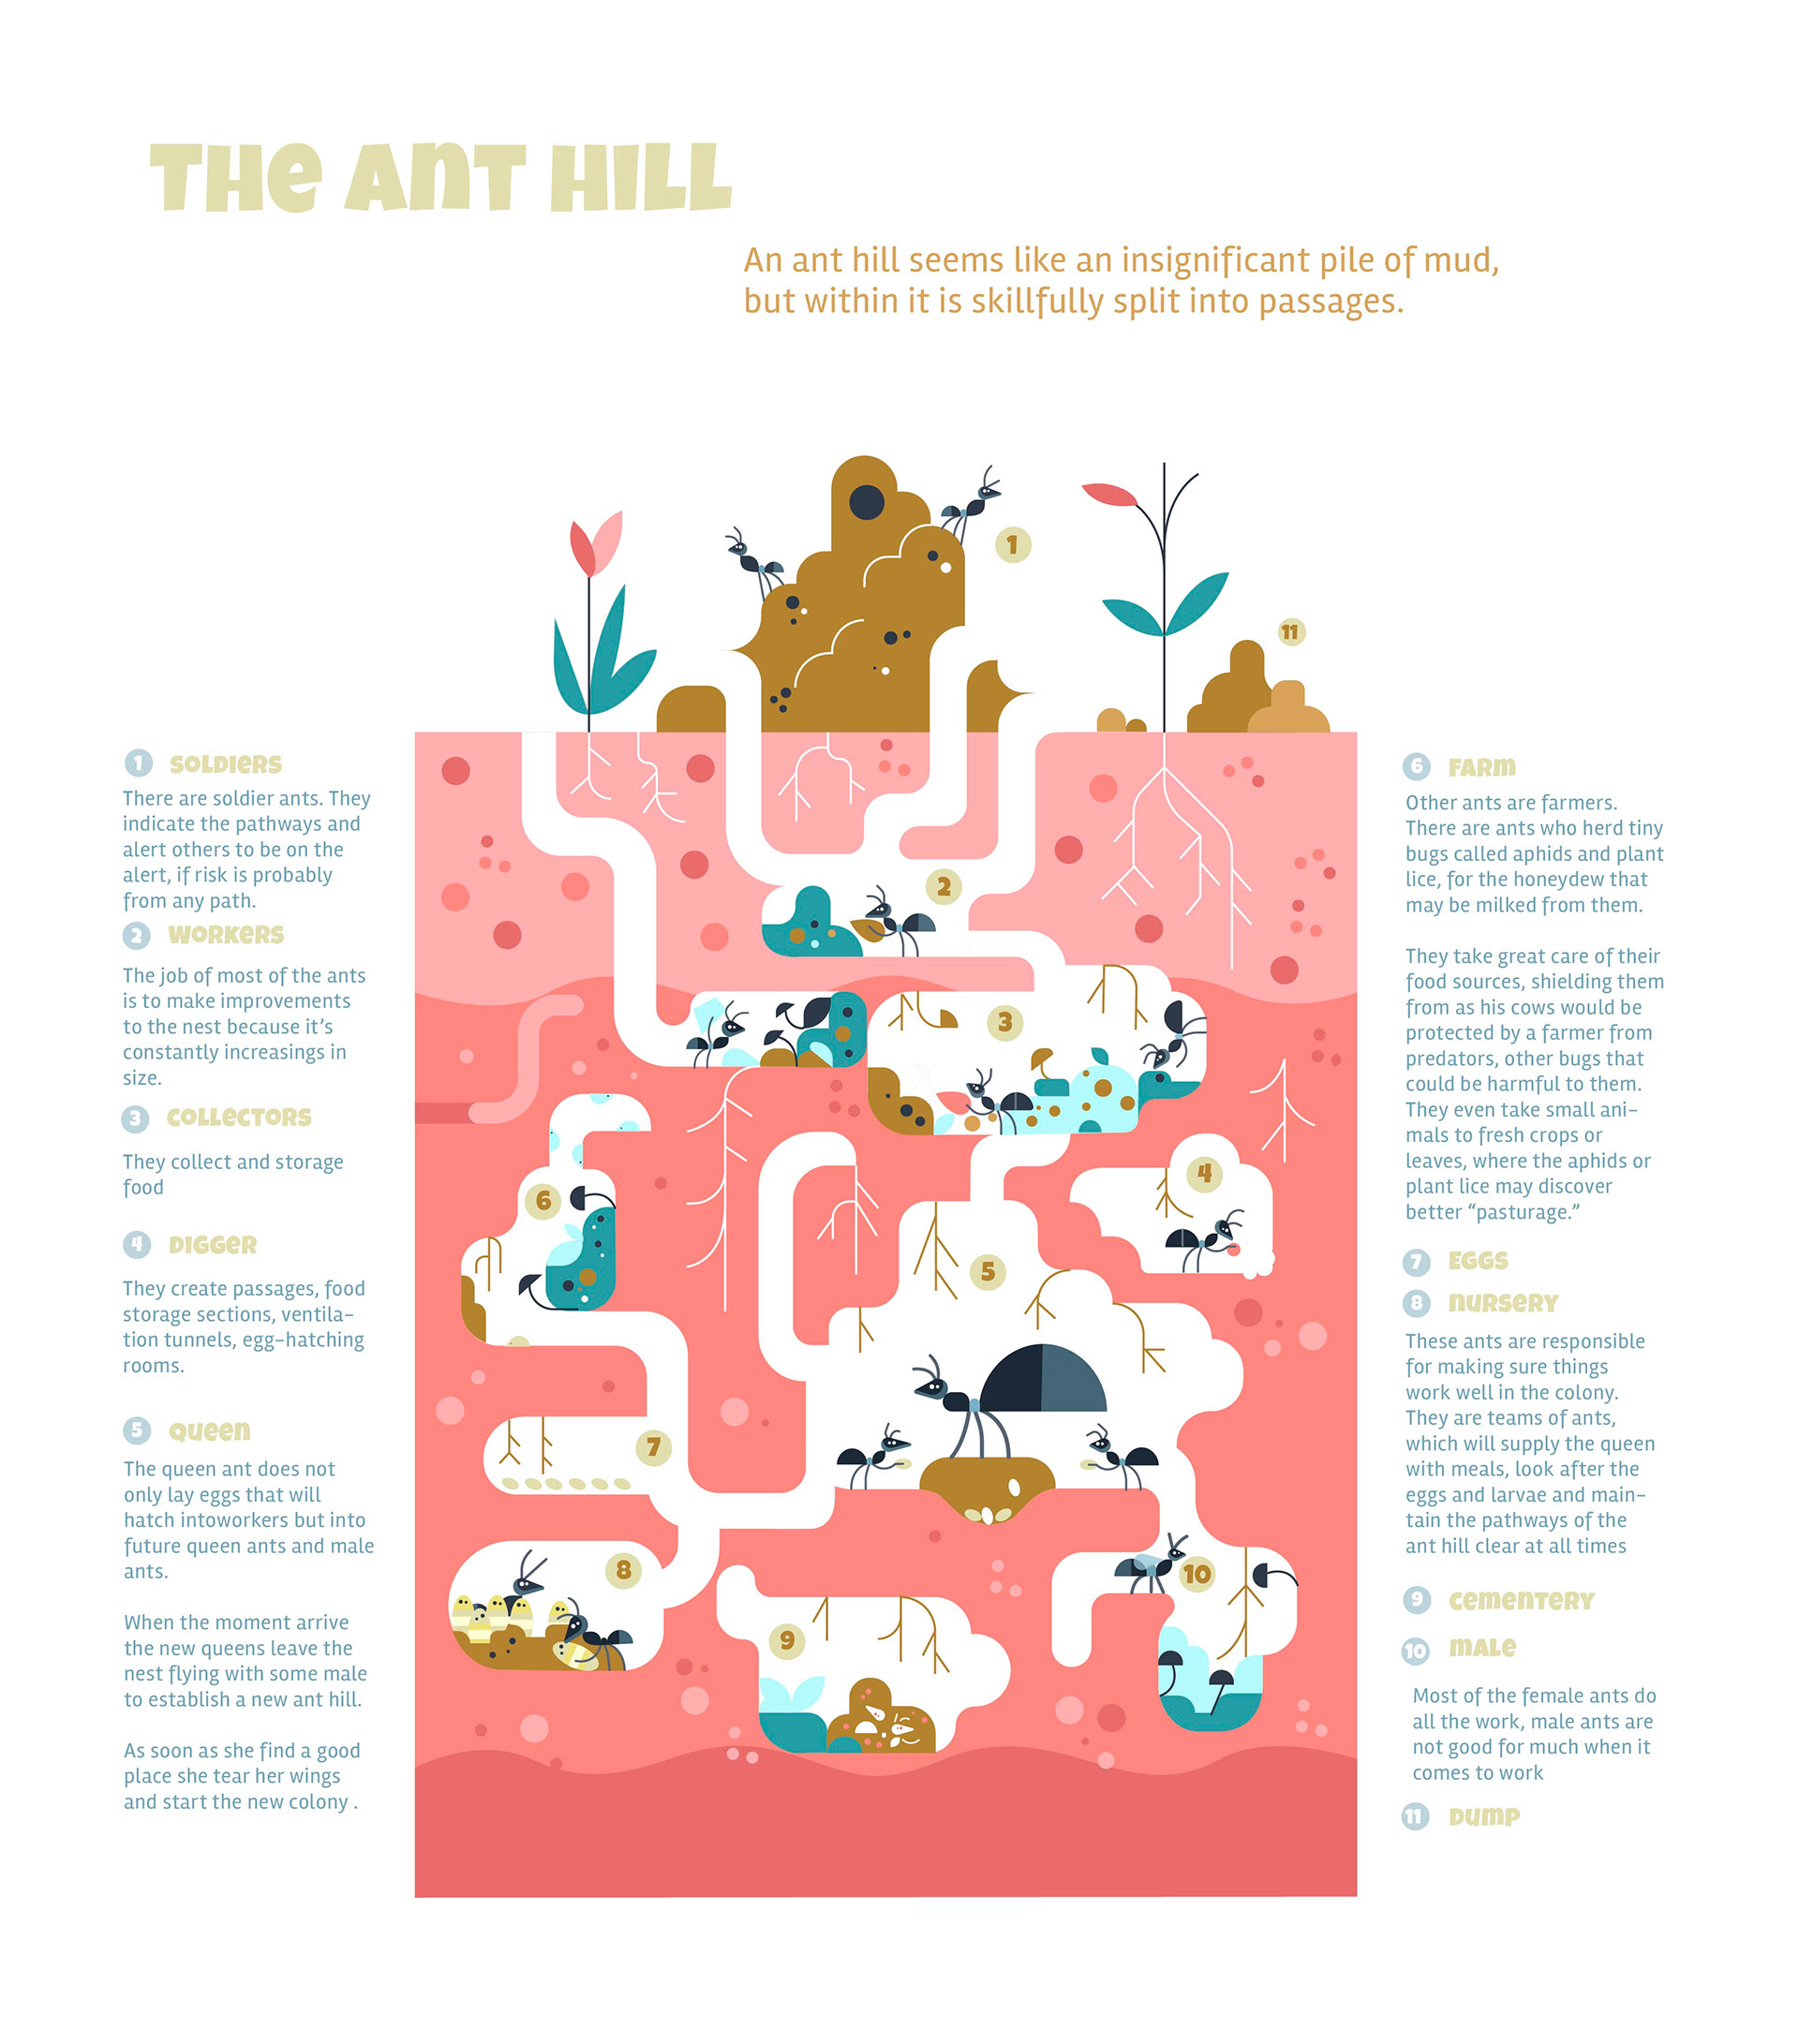 THE ANT HILL
An ant hill seems like an insignificant pile of mud,
but within it is skillfully split into passages.
1
11
2
3
4
6
5
7
8
10
9
1 SOLDIERS
There are soldier ants. They
indicate the pathways and
alert others to be on the
alert, if risk is probably
from any path.
2 WORKERS
The job of most of the ants
is to make improvements
to the nest because it's
constantly increasings in
size.
3 COLLECTORS
They collect and storage
food
4 DIGGER
They create passages, food
storage sections, ventila-
tion tunnels, egg-hatching
rooms.
5 QUEEN
The queen ant does not
only lay eggs that will
hatch intoworkers but into
future queen ants and male
ants.
When the moment arrive
the new queens leave the
nest flying with some male
to establish a new ant hill.
As soon as she find a good
place she tear her wings
and start the new colony .
6 FARM
Other ants are farmers.
There are ants who herd tiny
bugs called aphids and plant
lice, for the honeydew that
may be milked from them.
They take great care of their
food sources, shielding them
from as his cows would be
protected by a farmer from
predators, other bugs that
could be harmful to them.
They even take small ani-
mals to fresh crops or
leaves, where the aphids or
plant lice may discover
better “pasturage.”
7 EGGS
8 NURSERY
These ants are responsible
for making sure things
work well in the colony.
They are teams of ants,
which will supply the queen
with meals, look after the
eggs and larvae and main-
tain the pathways of the
ant hill clear at all times
9 CEMENTERY
10 MALE
Most of the female ants do
all the work, male ants are
not good for much when it
comes to work
11 DUMP